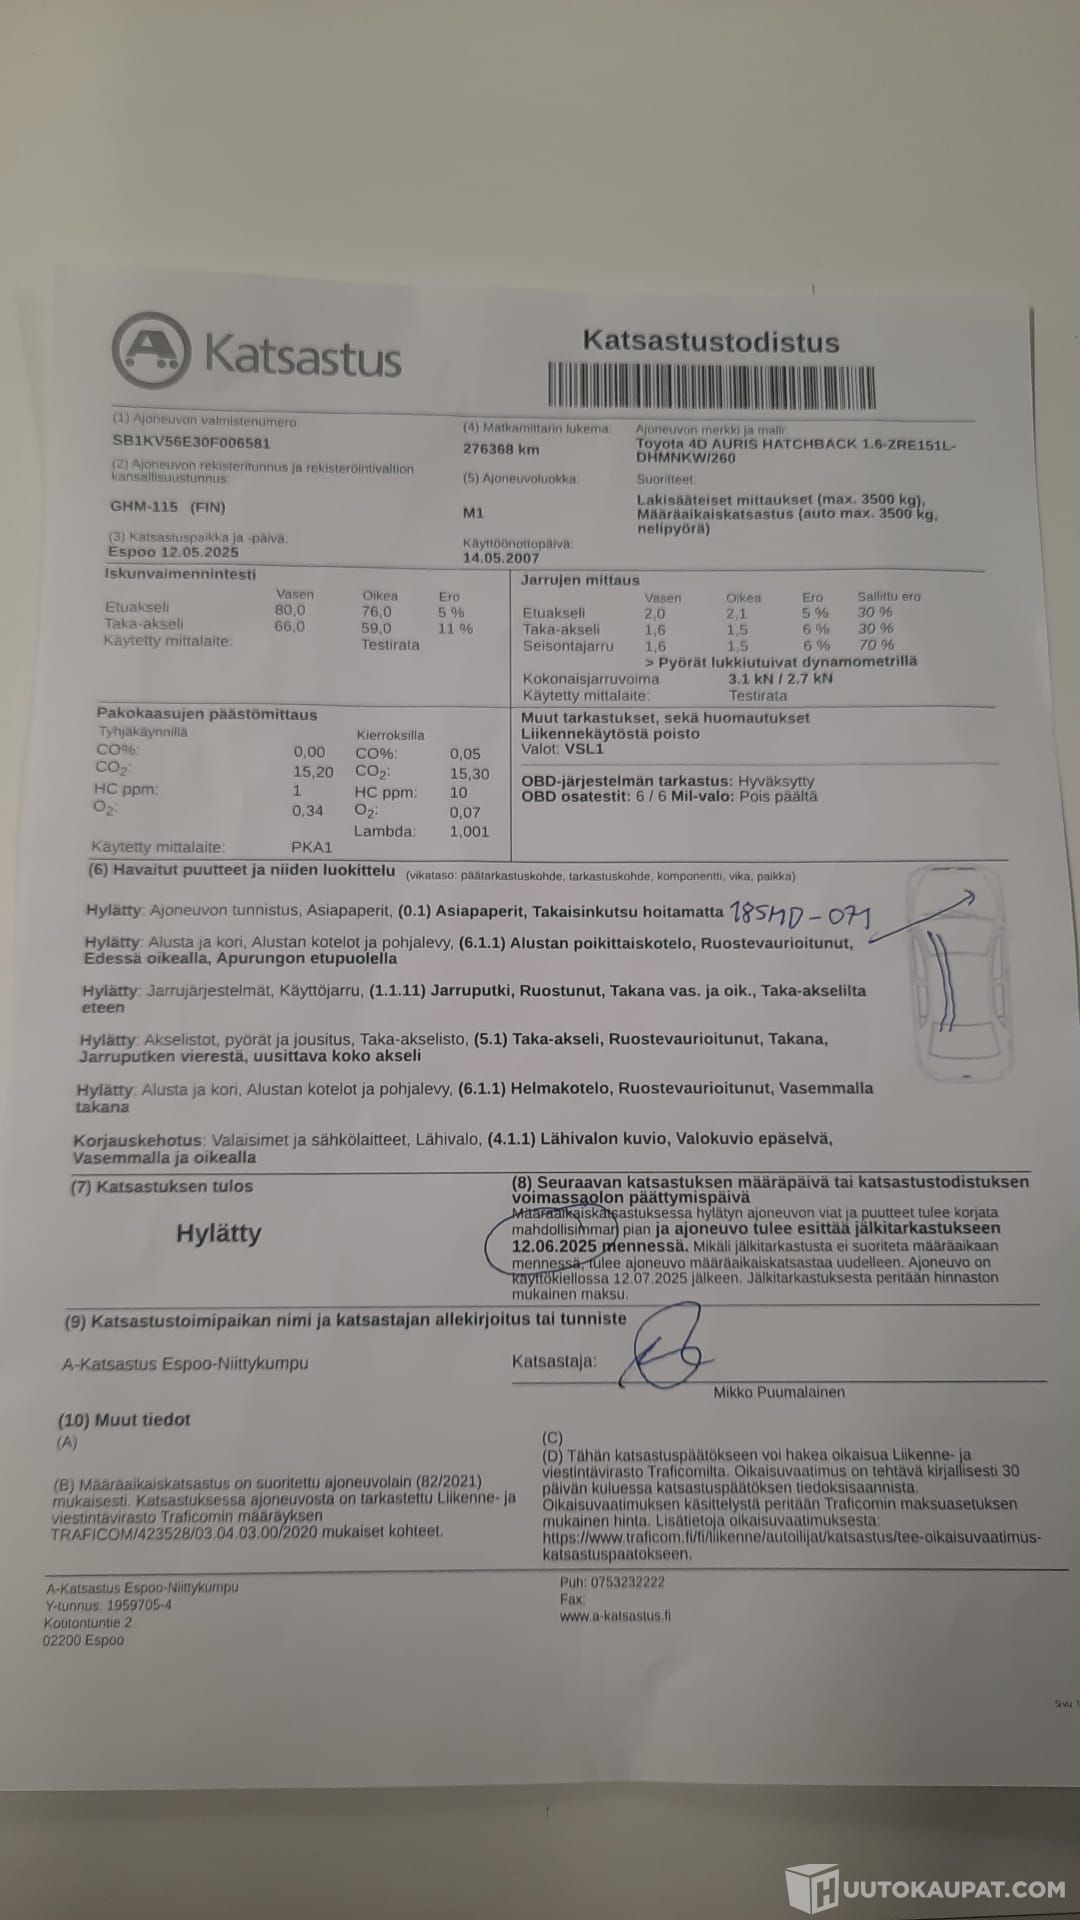 Katsastus
Katsastustodistus
(1) Ajoneuvon valmistenumero:
SB1KV56E30F006581
(4) Matkamittarin lukema:
276368 km
Ajoneuvon merkki ja malli:
Toyota 4D AURIS HATCHBACK 1.6-ZRE151L-
DHMNKW/260
(2) Ajoneuvon rekisteritunnus ja rekisteröintivaltion
kansallisuustunnus:
GHM-115 (FIN)
(5) Ajoneuvoluokka:
M1
Suoritteet:
Lakisääteiset mittaukset (max. 3500 kg),
Määräaikaiskatsastus (auto max. 3500 kg,
nelipyörä)
(3) Katsastuspaikka ja -päivä:
Espoo 12.05.2025
Käyttöönottopäivä:
14.05.2007
Iskunvaimennintesti
Vasen Oikea Ero
Etuakseli 80,0 76,0 5 %
Taka-akseli 66,0 59,0 11 %
Käytetty mittalaite: Testirata
Jarrujen mittaus
Vasen Oikea Ero Sallittu ero
Etuakseli 2,0 2,1 5 % 30 %
Taka-akseli 1,6 1,5 6 % 30 %
Seisontajarru 1,6 1,5 6 % 70 %
> Pyörät lukkiutuivat dynamometrillä
Kokonaisjarruvoima 3.1 kN / 2.7 kN
Käytetty mittalaite: Testirata
Pakokaasujen päästömittaus
Tyhjäkäynnillä Kierroksilla
CO%: 0,00 CO%: 0,05
CO2: 15,20 CO2: 15,30
HC ppm: 1 HC ppm: 10
O2: 0,34 O2: 0,07
Lambda: 1,001
Käytetty mittalaite: PKA1
Muut tarkastukset, sekä huomautukset
Liikennekäytöstä poisto
Valot: VSL1
OBD-järjestelmän tarkastus: Hyväksytty
OBD osatestit: 6 / 6 Mil-valo: Pois päältä
(6) Havaitut puutteet ja niiden luokittelu (vikataso: päätarkastuskohde, tarkastuskohde, komponentti, vika, paikka)
Hylätty: Ajoneuvon tunnistus, Asiapaperit, (0.1) Asiapaperit, Takaisinkutsu hoitamatta 18SMD-071
Hylätty: Alusta ja kori, Alustan kotelot ja pohjalevy, (6.1.1) Alustan poikittaiskotelo, Ruostevaurioitunut,
Edessä oikealla, Apurungon etupuolella
Hylätty: Jarrujärjestelmät, Käyttöjarru, (1.1.11) Jarruputki, Ruostunut, Takana vas. ja oik., Taka-akselilta
eteen
Hylätty: Akselistot, pyörät ja jousitus, Taka-akselisto, (5.1) Taka-akseli, Ruostevaurioitunut, Takana,
Jarruputken vierestä, uusittava koko akseli
Hylätty: Alusta ja kori, Alustan kotelot ja pohjalevy, (6.1.1) Helmakotelo, Ruostevaurioitunut, Vasemmalla
takana
Korjauskehotus: Valaisimet ja sähkölaitteet, Lähivalo, (4.1.1) Lähivalon kuvio, Valokuvio epäselvä,
Vasemmalla ja oikealla
(7) Katsastuksen tulos
Hylätty
(8) Seuraavan katsastuksen määräpäivä tai katsastustodistuksen
voimassaolon päättymispäivä
Määräaikaiskatsastuksessa hylätyn ajoneuvon viat ja puutteet tulee korjata
mahdollisimman pian ja ajoneuvo tulee esittää jälkitarkastukseen
12.06.2025 mennessä. Mikäli jälkitarkastusta ei suoriteta määräaikaan
mennessä, tulee ajoneuvo määräaikaiskatsastaa uudelleen. Ajoneuvo on
käyttökiellossa 12.07.2025 jälkeen. Jälkitarkastuksesta peritään hinnaston
mukainen maksu.
(9) Katsastustoimipaikan nimi ja katsastajan allekirjoitus tai tunniste
A-Katsastus Espoo-Niittykumpu
Katsastaja:
Mikko Puumalainen
(10) Muut tiedot
(A)
(B) Määräaikaiskatsastus on suoritettu ajoneuvolain (82/2021)
mukaisesti. Katsastuksessa ajoneuvosta on tarkastettu Liikenne- ja
viestintävirasto Traficomin määräyksen
TRAFICOM/423528/03.04.03.00/2020 mukaiset kohteet.
(C)
(D) Tähän katsastuspäätökseen voi hakea oikaisua Liikenne- ja
viestintävirasto Traficomilta. Oikaisuvaatimus on tehtävä kirjallisesti 30
päivän kuluessa katsastuspäätöksen tiedoksisaannista.
Oikaisuvaatimuksen käsittelystä peritään Traficomin maksuasetuksen
mukainen hinta. Lisätietoja oikaisuvaatimuksesta:
https://www.traficom.fi/fi/liikenne/autoilijat/katsastus/tee-oikaisuvaatimus-
katsastuspaatokseen.
A-Katsastus Espoo-Niittykumpu
Y-tunnus: 1959705-4
Kotitontuntie 2
02200 Espoo
Puh: 0753232222
Fax:
www.a-katsastus.fi
Sivu 1
HUUTOKAUPAT.COM